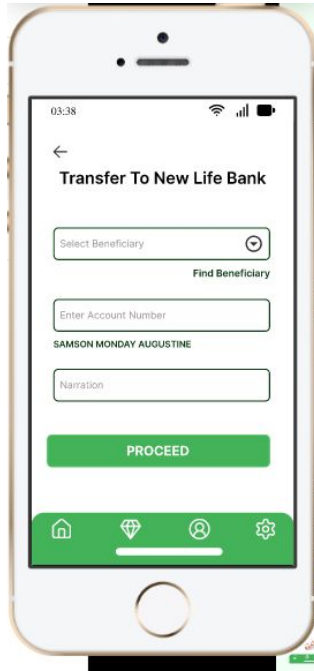 03:38
Transfer To New Life Bank
Select Beneficiary
Find Beneficiary
Enter Account Number
SAMSON MONDAY AUGUSTINE
Narration
PROCEED